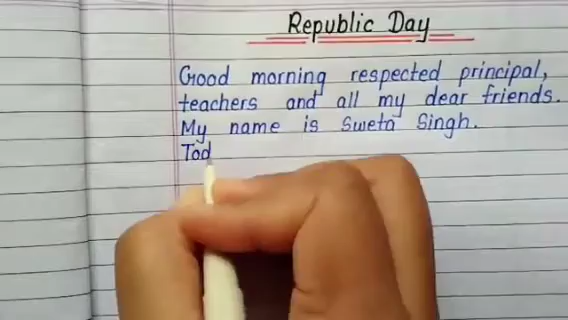 Republic Day
Good morning respected principal,
teachers and all my dear friends.
My name is Sweta Singh.
Tod